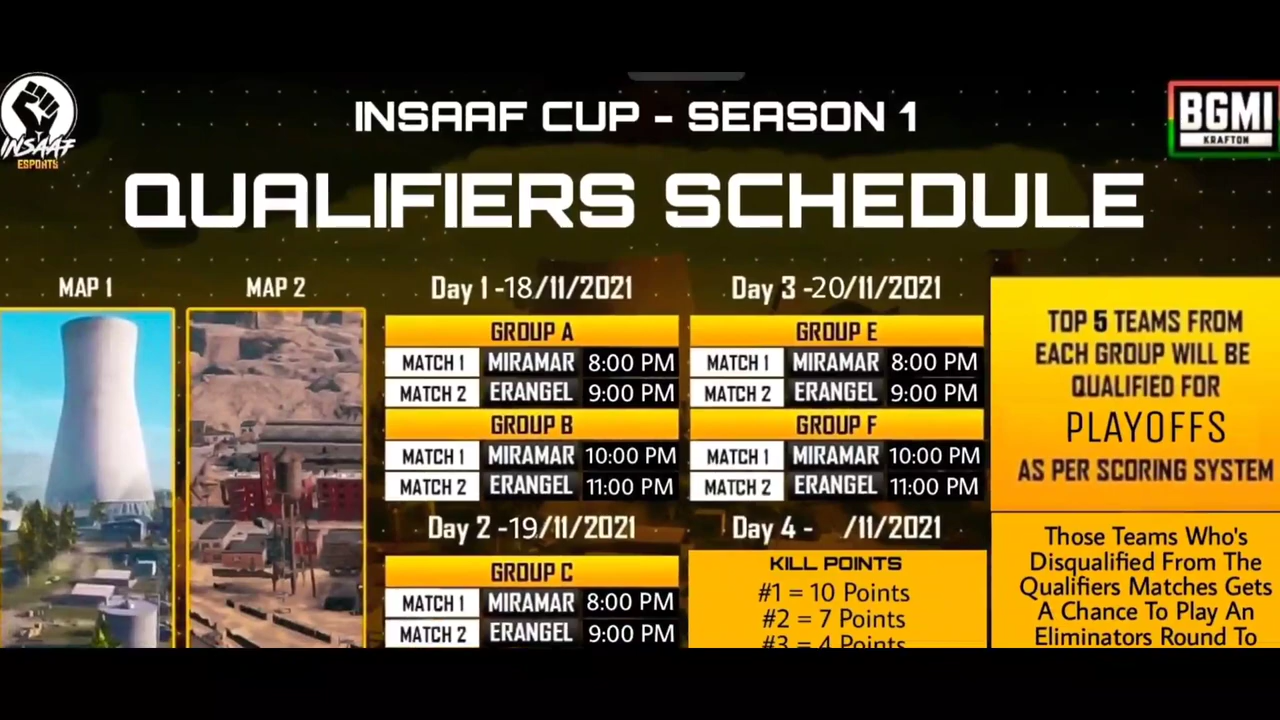 INSAAF
ESPORTS
INSAAF CUP - SEASON 1
BGMI
KRAFTON
QUALIFIERS SCHEDULE
MAP 1
MAP 2
Day 1 -18/11/2021
GROUP A
MATCH 1 MIRAMAR 8:00 PM
MATCH 2 ERANGEL 9:00 PM
GROUP B
MATCH 1 MIRAMAR 10:00 PM
MATCH 2 ERANGEL 11:00 PM
Day 2 -19/11/2021
GROUP C
MATCH 1 MIRAMAR 8:00 PM
MATCH 2 ERANGEL 9:00 PM
Day 3 -20/11/2021
GROUP E
MATCH 1 MIRAMAR 8:00 PM
MATCH 2 ERANGEL 9:00 PM
GROUP F
MATCH 1 MIRAMAR 10:00 PM
MATCH 2 ERANGEL 11:00 PM
Day 4 - /11/2021
KILL POINTS
#1 = 10 Points
#2 = 7 Points
#3 = 4 Points
TOP 5 TEAMS FROM
EACH GROUP WILL BE
QUALIFIED FOR
PLAYOFFS
AS PER SCORING SYSTEM
Those Teams Who's
Disqualified From The
Qualifiers Matches Gets
A Chance To Play An
Eliminators Round To